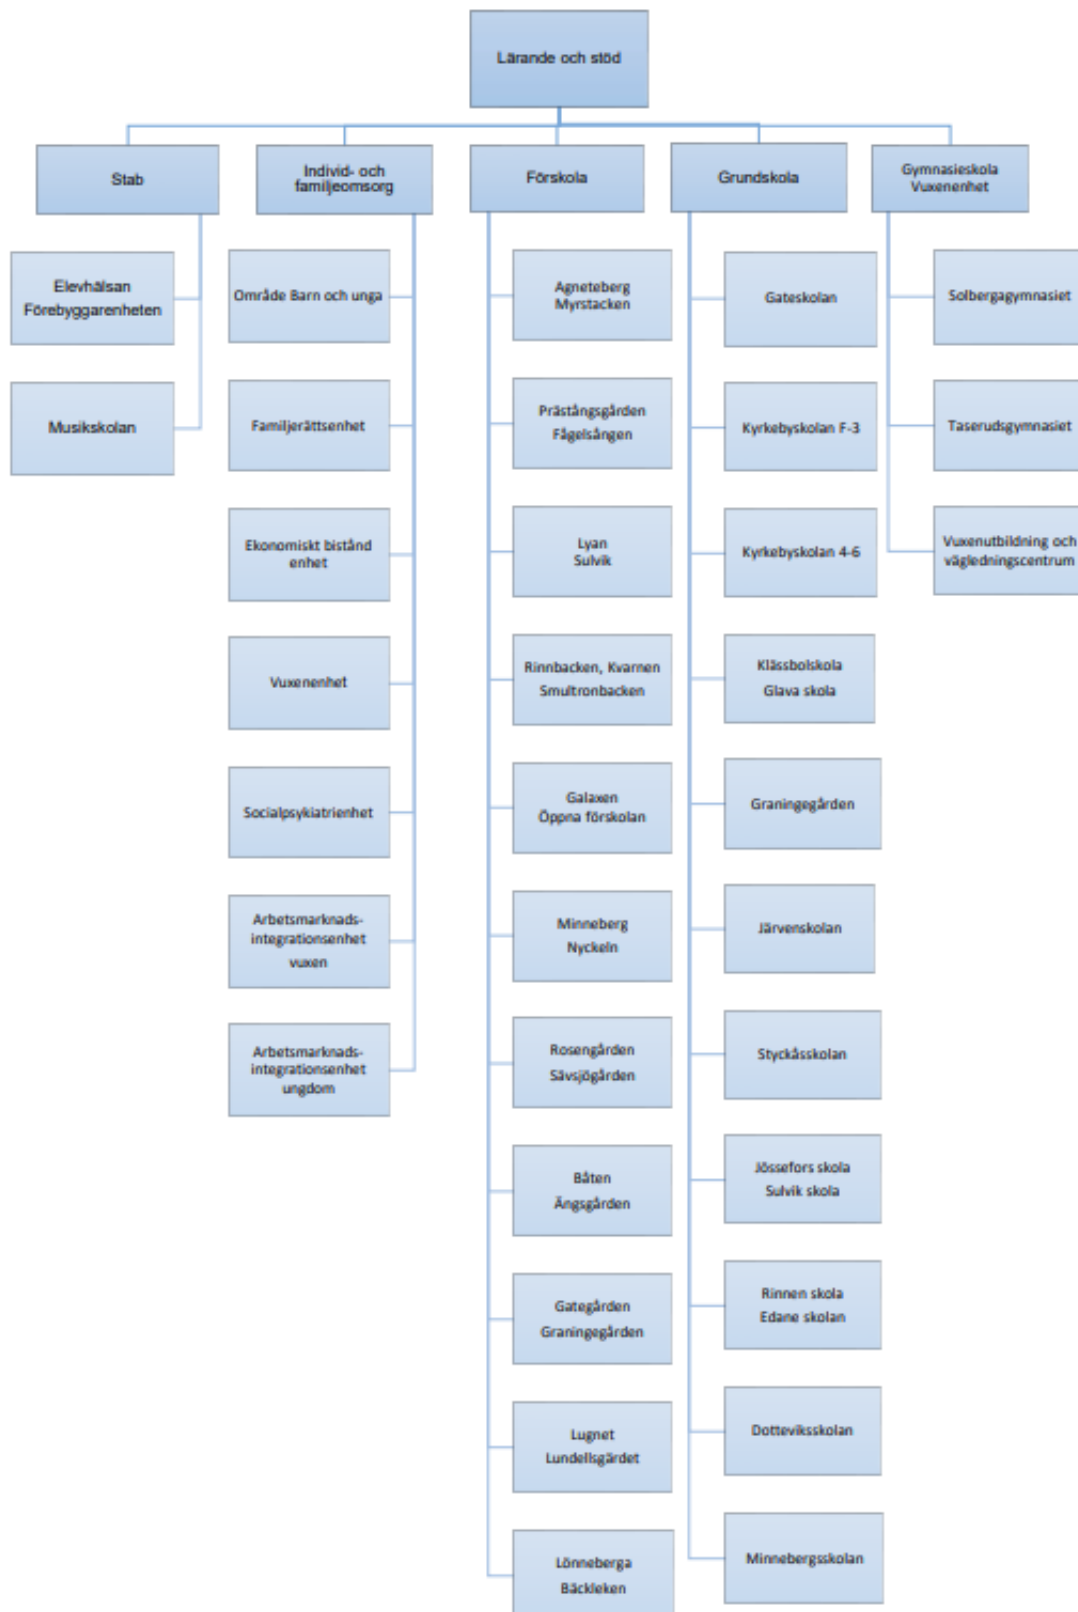 Lärande och stöd
Stab
Elevhälsan
Förebyggarenheten
Musikskolan
Individ- och
familjeomsorg
Område Barn och unga
Familjerättsenhet
Ekonomiskt bistånd
enhet
Vuxenenhet
Socialpsykiatrienhet
Arbetsmarknads-
integrationsenhet
vuxen
Arbetsmarknads-
integrationsenhet
ungdom
Förskola
Agneteberg
Myrstacken
Prästångsgården
Fågelsången
Lyan
Sulvik
Rinnbacken, Kvarnen
Smultronbacken
Galaxen
Öppna förskolan
Minneberg
Nyckeln
Rosengården
Sävsjögården
Båten
Ängsgården
Gategården
Graningegården
Lugnet
Lundellsgärdet
Lönneberga
Bäckleken
Grundskola
Gateskolan
Kyrkebyskolan F-3
Kyrkebyskolan 4-6
Klässbolskola
Glava skola
Graningegården
Järvenskolan
Styckåsskolan
Jössefors skola
Sulvik skola
Rinnen skola
Edane skolan
Dotteviksskolan
Minnebergsskolan
Gymnasieskola
Vuxenenhet
Solbergagymnasiet
Taserudsgymnasiet
Vuxenutbildning och
vägledningscentrum